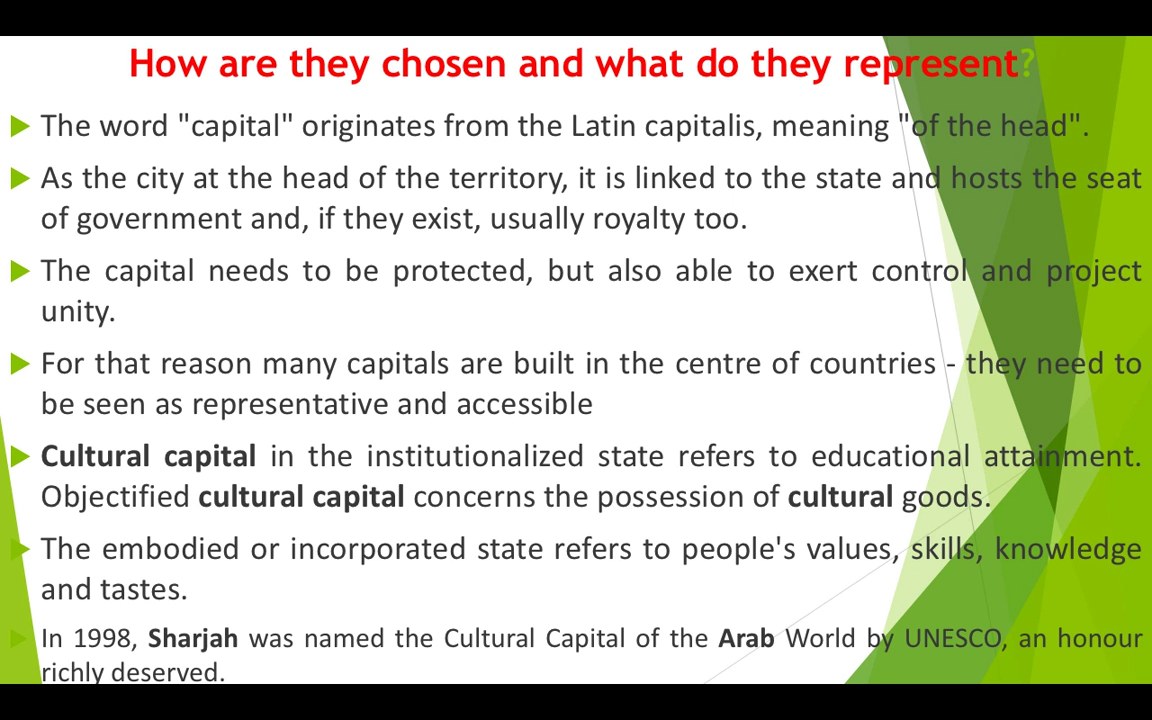 How are they chosen and what do they represent?
The word "capital" originates from the Latin capitalis, meaning "of the head".
As the city at the head of the territory, it is linked to the state and hosts the seat
of government and, if they exist, usually royalty too.
The capital needs to be protected, but also able to exert control and project
unity.
For that reason many capitals are built in the centre of countries - they need to
be seen as representative and accessible
Cultural capital in the institutionalized state refers to educational attainment.
Objectified cultural capital concerns the possession of cultural goods.
The embodied or incorporated state refers to people's values, skills, knowledge
and tastes.
In 1998, Sharjah was named the Cultural Capital of the Arab World by UNESCO, an honour
richly deserved.